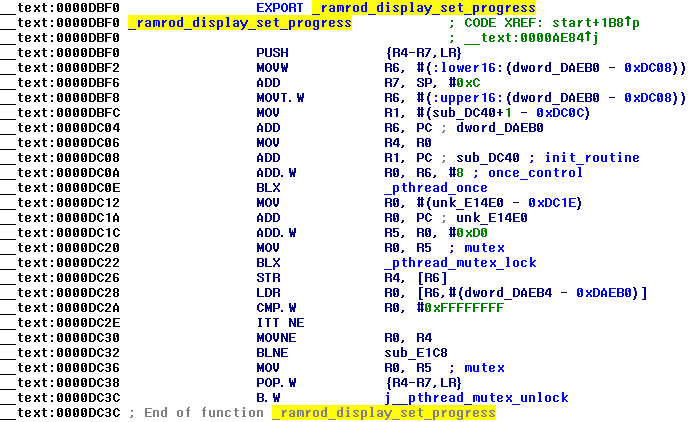 __text:0000DBF0 EXPORT _ramrod_display_set_progress
__text:0000DBF0 _ramrod_display_set_progress ; CODE XREF: start+1B8↑p
__text:0000DBF0 ; __text:0000AE84↑j
__text:0000DBF0 PUSH {R4-R7,LR}
__text:0000DBF2 MOVW R6, #(:lower16:(dword_DAEB0 - 0xDC08))
__text:0000DBF6 ADD R7, SP, #0xC
__text:0000DBF8 MOVT.W R6, #(:upper16:(dword_DAEB0 - 0xDC08))
__text:0000DBFC MOV R1, #(sub_DC40+1 - 0xDC0C)
__text:0000DC04 ADD R6, PC ; dword_DAEB0
__text:0000DC06 MOV R4, R0
__text:0000DC08 ADD R1, PC ; sub_DC40 ; init_routine
__text:0000DC0A ADD.W R0, R6, #8 ; once_control
__text:0000DC0E BLX _pthread_once
__text:0000DC12 MOV R0, #(unk_E14E0 - 0xDC1E)
__text:0000DC1A ADD R0, PC ; unk_E14E0
__text:0000DC1C ADD.W R5, R0, #0xD0
__text:0000DC20 MOV R0, R5 ; mutex
__text:0000DC22 BLX _pthread_mutex_lock
__text:0000DC26 STR R4, [R6]
__text:0000DC28 LDR R0, [R6,#(dword_DAEB4 - 0xDAEB0)]
__text:0000DC2A CMP.W R0, #0xFFFFFFFF
__text:0000DC2E ITT NE
__text:0000DC30 MOVNE R0, R4
__text:0000DC32 BLNE sub_E1C8
__text:0000DC36 MOV R0, R5 ; mutex
__text:0000DC38 POP.W {R4-R7,LR}
__text:0000DC3C B.W j__pthread_mutex_unlock
__text:0000DC3C ; End of function _ramrod_display_set_progress